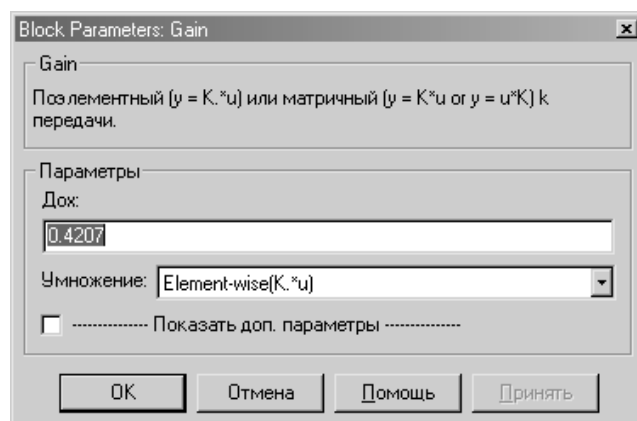 Block Parameters: Gain
Gain
Поэлементный (y = K.*u) или матричный (y = K*u or y = u*K) k
передачи.
Параметры
Дох:
0.4207
Умножение: Element-wise(K.*u)
-------------- Показать доп. параметры --------------
OK Отмена Помощь Принять